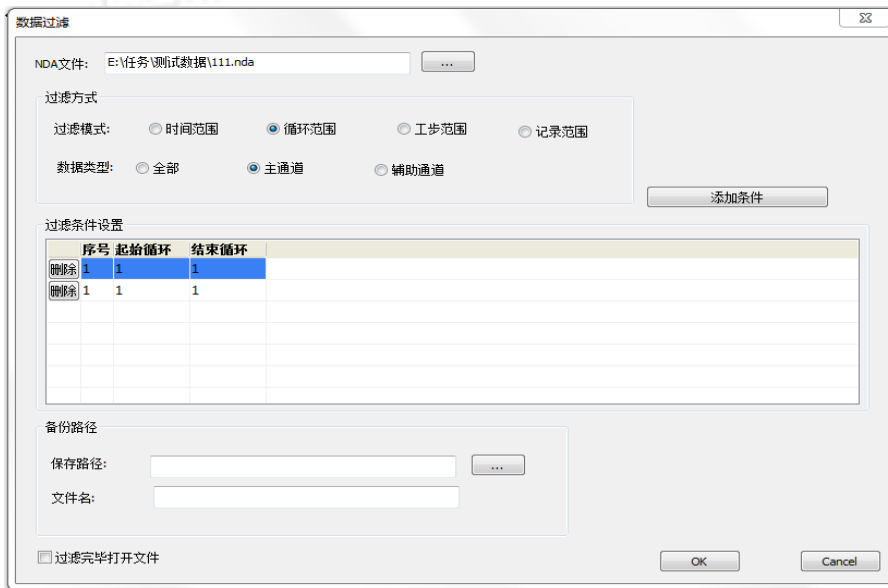 数据过滤
NDA文件: E:\任务\测试数据\111.nda ...
过滤方式
过滤模式: 时间范围 循环范围 工步范围 记录范围
数据类型: 全部 主通道 辅助通道
添加条件
过滤条件设置
序号 起始循环 结束循环
删除 1 1 1
删除 1 1 1
备份路径
保存路径: ...
文件名:
过滤完毕打开文件 OK Cancel